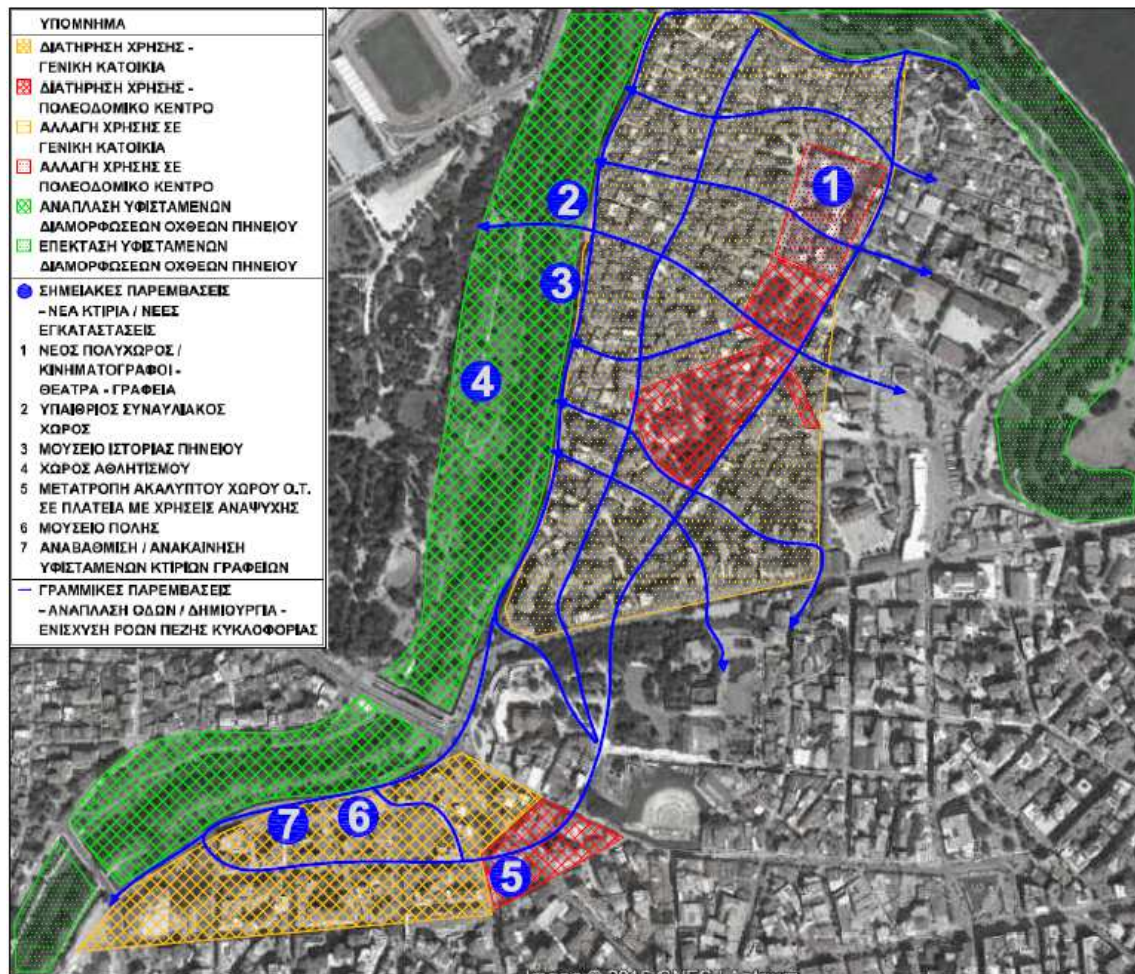 ΥΠΟΜΝΗΜΑ
ΔΙΑΤΗΡΗΣΗ ΧΡΗΣΗΣ -
ΓΕΝΙΚΗ ΚΑΤΟΙΚΙΑ
ΔΙΑΤΗΡΗΣΗ ΧΡΗΣΗΣ -
ΠΟΛΕΟΔΟΜΙΚΟ ΚΕΝΤΡΟ
ΑΛΛΑΓΗ ΧΡΗΣΗΣ ΣΕ
ΓΕΝΙΚΗ ΚΑΤΟΙΚΙΑ
ΑΛΛΑΓΗ ΧΡΗΣΗΣ ΣΕ
ΠΟΛΕΟΔΟΜΙΚΟ ΚΕΝΤΡΟ
ΑΝΑΠΛΑΣΗ ΥΦΙΣΤΑΜΕΝΩΝ
ΔΙΑΜΟΡΦΩΣΕΩΝ ΟΧΘΕΩΝ ΠΗΝΕΙΟΥ
ΕΠΕΚΤΑΣΗ ΥΦΙΣΤΑΜΕΝΩΝ
ΔΙΑΜΟΡΦΩΣΕΩΝ ΟΧΘΕΩΝ ΠΗΝΕΙΟΥ
ΣΗΜΕΙΑΚΕΣ ΠΑΡΕΜΒΑΣΕΙΣ
- ΝΕΑ ΚΤΙΡΙΑ / ΝΕΕΣ
ΕΓΚΑΤΑΣΤΑΣΕΙΣ
1 ΝΕΟΣ ΠΟΛΥΧΩΡΟΣ /
ΚΙΝΗΜΑΤΟΓΡΑΦΟΙ -
ΘΕΑΤΡΑ - ΓΡΑΦΕΙΑ
2 ΥΠΑΙΘΡΙΟΣ ΣΥΝΑΥΛΙΑΚΟΣ
ΧΩΡΟΣ
3 ΜΟΥΣΕΙΟ ΙΣΤΟΡΙΑΣ ΠΗΝΕΙΟΥ
4 ΧΩΡΟΣ ΑΘΛΗΤΙΣΜΟΥ
5 ΜΕΤΑΤΡΟΠΗ ΑΚΑΛΥΠΤΟΥ ΧΩΡΟΥ Ο.Τ.
ΣΕ ΠΛΑΤΕΙΑ ΜΕ ΧΡΗΣΕΙΣ ΑΝΑΨΥΧΗΣ
6 ΜΟΥΣΕΙΟ ΠΟΛΗΣ
7 ΑΝΑΒΑΘΜΙΣΗ / ΑΝΑΚΑΙΝΗΣΗ
ΥΦΙΣΤΑΜΕΝΩΝ ΚΤΙΡΙΩΝ ΓΡΑΦΕΙΩΝ
ΓΡΑΜΜΙΚΕΣ ΠΑΡΕΜΒΑΣΕΙΣ
- ΑΝΑΠΛΑΣΗ ΟΔΩΝ / ΔΗΜΙΟΥΡΓΙΑ -
ΕΝΙΣΧΥΣΗ ΡΟΩΝ ΠΕΖΗΣ ΚΥΚΛΟΦΟΡΙΑΣ
1
2
3
4
6
7
5